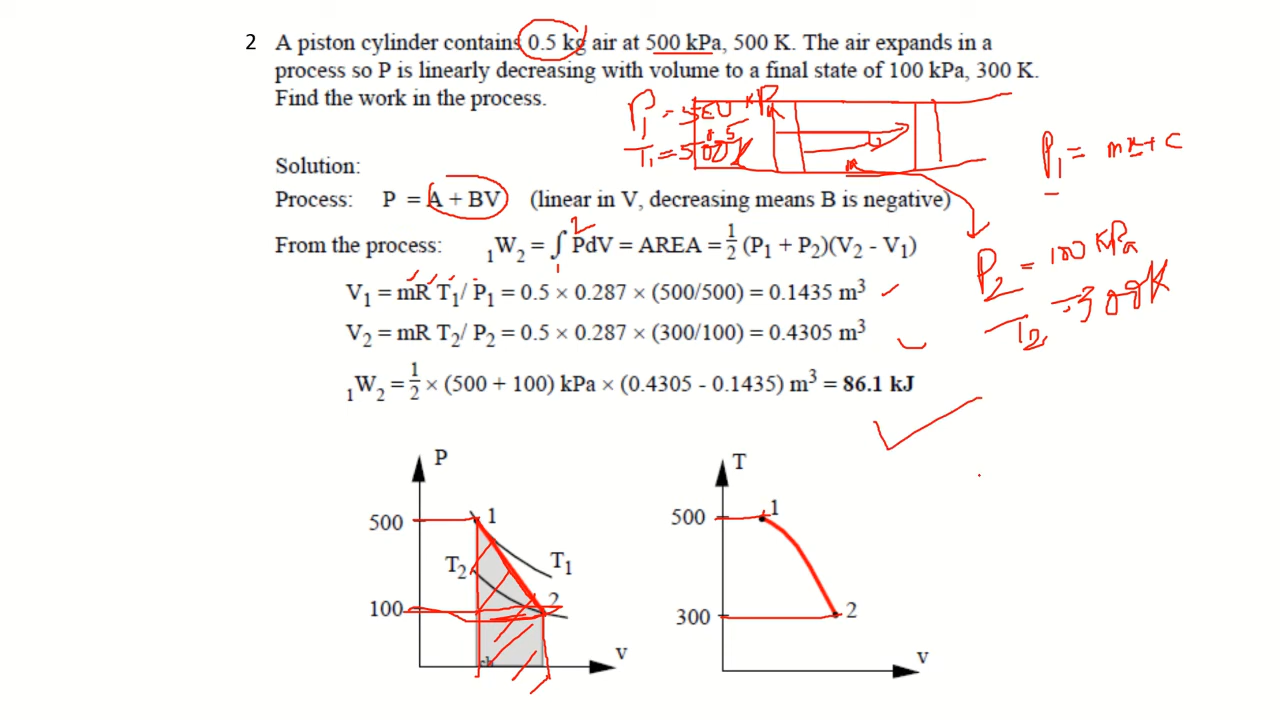 2 A piston cylinder contains 0.5 kg air at 500 kPa, 500 K. The air expands in a
process so P is linearly decreasing with volume to a final state of 100 kPa, 300 K.
Find the work in the process.
P₁ = 500 kPa
T₁ = 500 K
P₁ = mx + c
Solution:
Process: P = A + BV (linear in V, decreasing means B is negative)
From the process: ₁W₂ = ∫ PdV = AREA = 1/2 (P₁ + P₂)(V₂ - V₁)
2
1
P₂ = 100 kPa
T₂ = 300 K
V₁ = mR T₁/ P₁ = 0.5 × 0.287 × (500/500) = 0.1435 m³
V₂ = mR T₂/ P₂ = 0.5 × 0.287 × (300/100) = 0.4305 m³
₁W₂ = 1/2 × (500 + 100) kPa × (0.4305 - 0.1435) m³ = 86.1 kJ
P
500
1
T₂
T₁
100
2
v
T
500
1
300
2
v